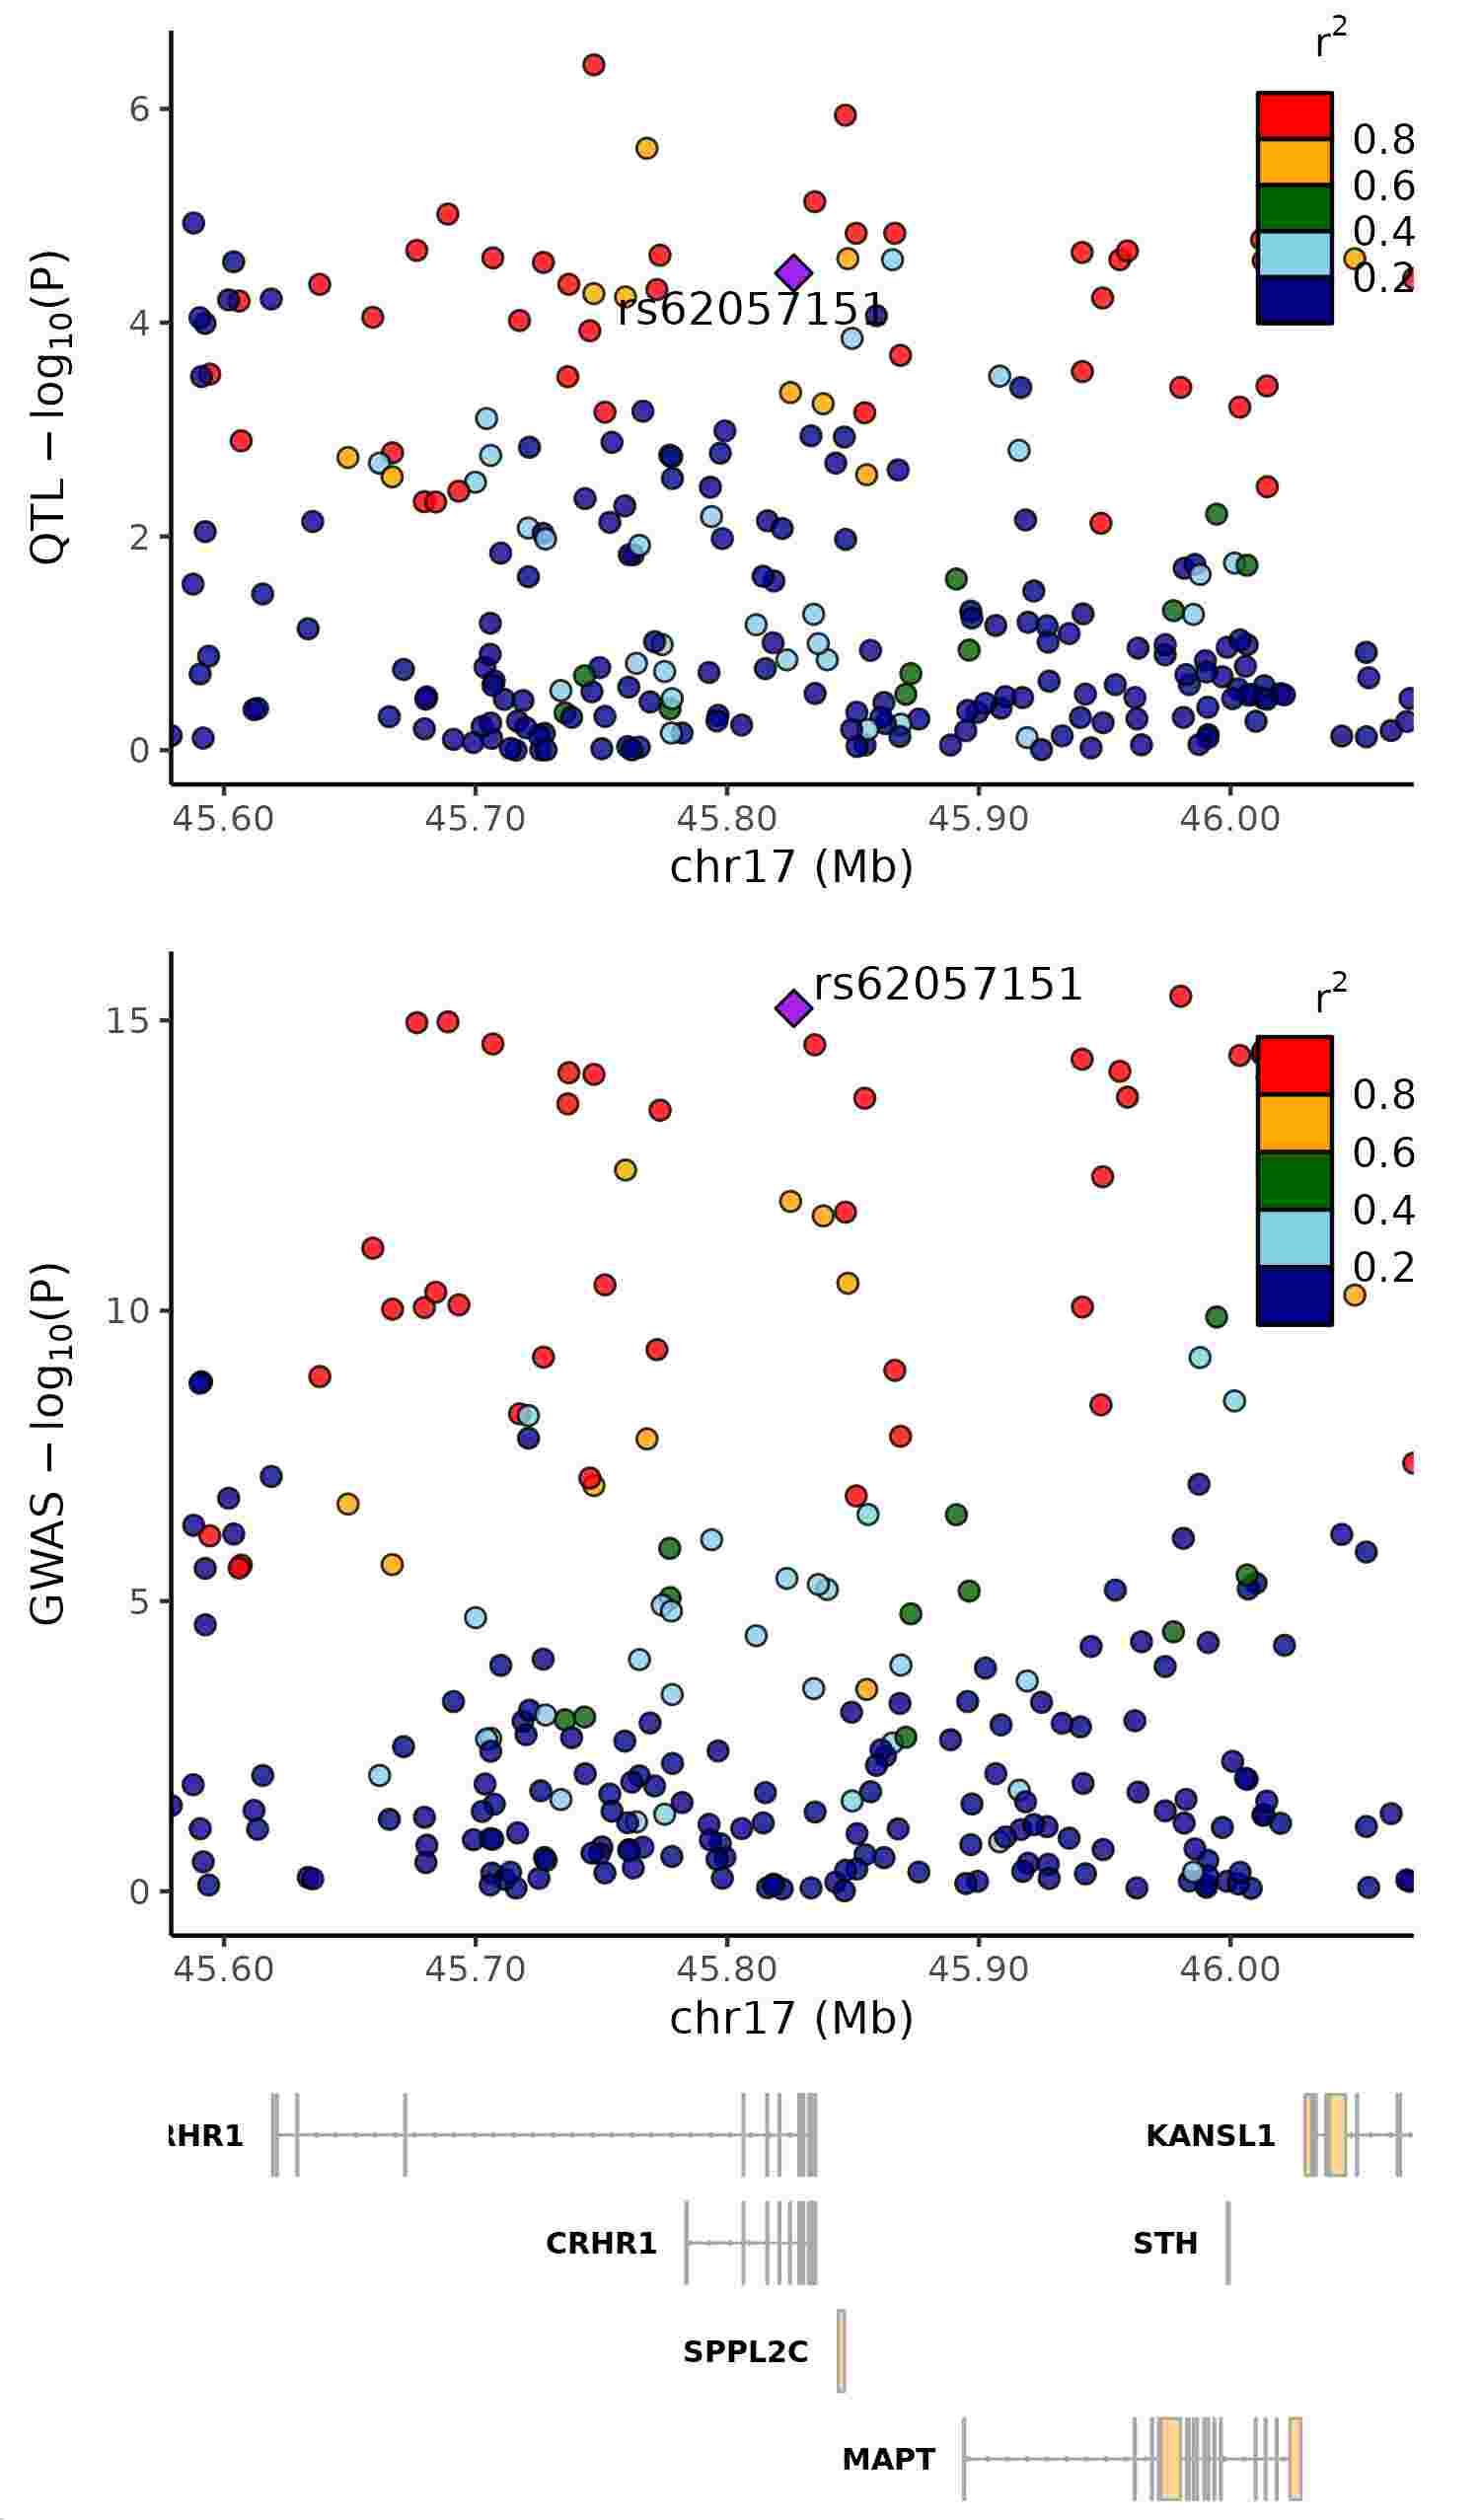 r²
6
4
2
0
0.8
0.6
0.4
0.2
rs62057151
QTL − log₁₀(P)
45.60 45.70 45.80 45.90 46.00
chr17 (Mb)
r²
15
10
5
0
0.8
0.6
0.4
0.2
rs62057151
GWAS − log₁₀(P)
45.60 45.70 45.80 45.90 46.00
chr17 (Mb)
RHR1 KANSL1
CRHR1 STH
SPPL2C
MAPT